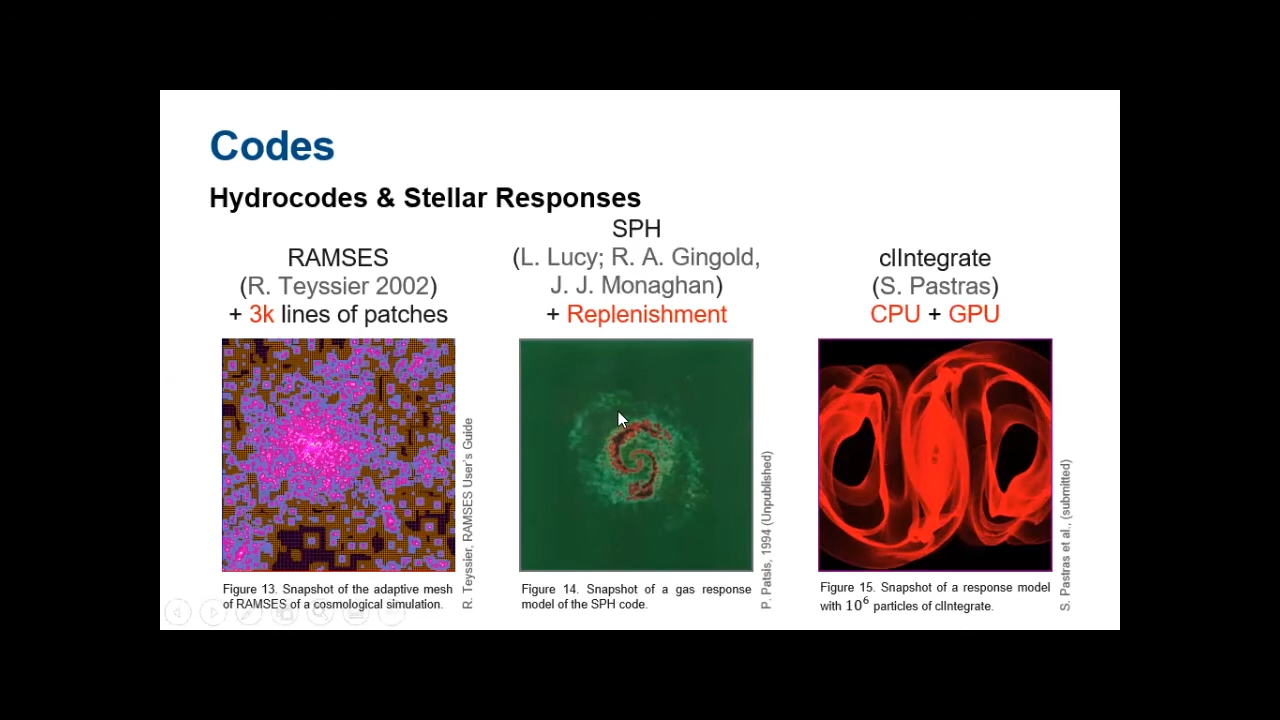 Codes
Hydrocodes & Stellar Responses
RAMSES
(R. Teyssier 2002)
+ 3k lines of patches
SPH
(L. Lucy; R. A. Gingold,
J. J. Monaghan)
+ Replenishment
clIntegrate
(S. Pastras)
CPU + GPU
R. Teyssier, RAMSES User's Guide
Figure 13. Snapshot of the adaptive mesh
of RAMSES of a cosmological simulation.
P. Patsis, 1994 (Unpublished)
Figure 14. Snapshot of a gas response
model of the SPH code.
S. Pastras et al., (submitted)
Figure 15. Snapshot of a response model
with 10⁶ particles of clIntegrate.